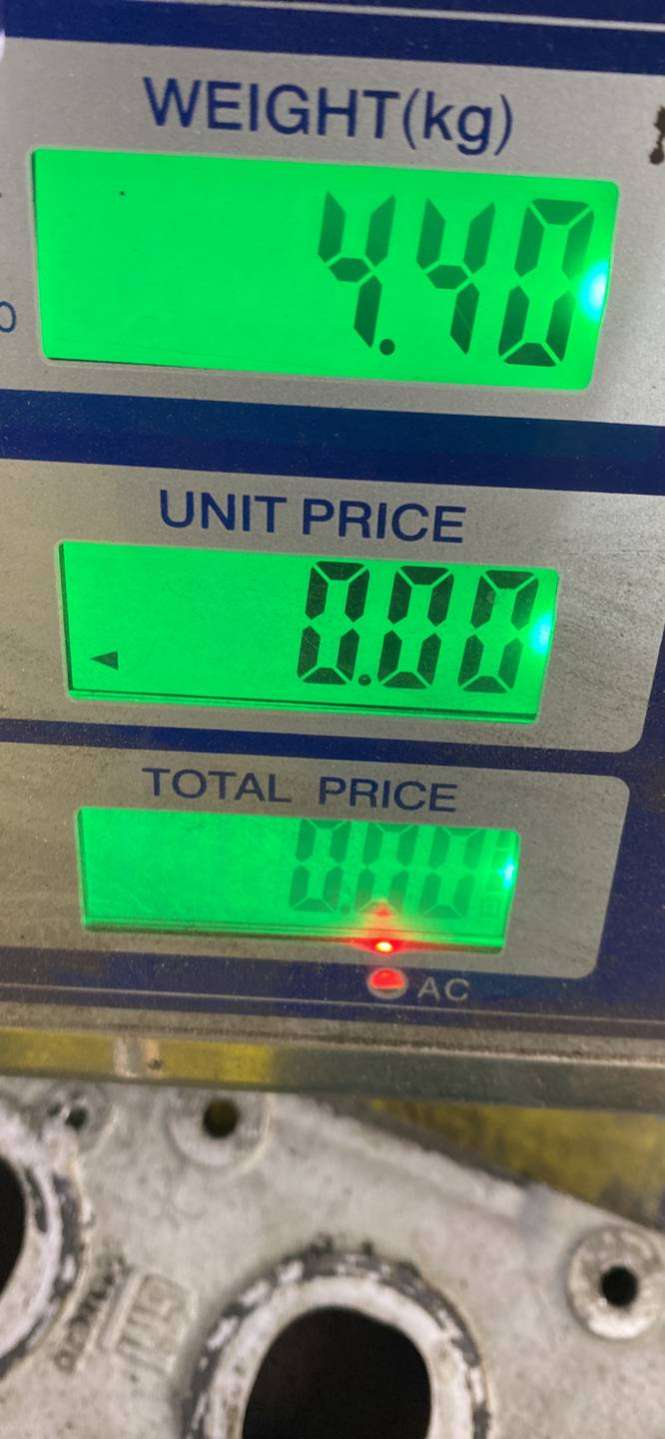 WEIGHT(kg)
4.40
UNIT PRICE
0.00
TOTAL PRICE
0.00
AC